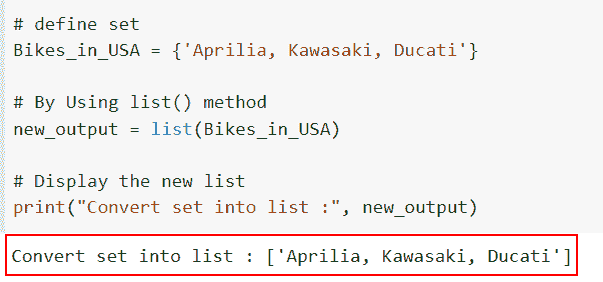 # define set
Bikes_in_USA = {'Aprilia, Kawasaki, Ducati'}
# By Using list() method
new_output = list(Bikes_in_USA)
# Display the new list
print("Convert set into list :", new_output)
Convert set into list : ['Aprilia, Kawasaki, Ducati']